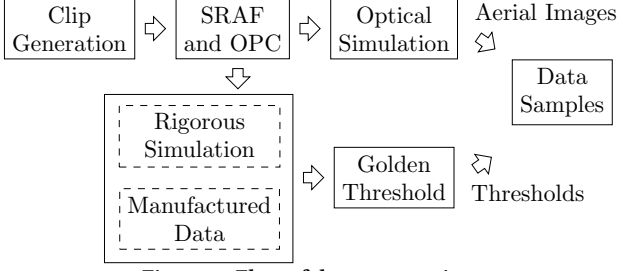 Clip
Generation
SRAF
and OPC
Optical
Simulation
Aerial Images
Data
Samples
Rigorous
Simulation
Manufactured
Data
Golden
Threshold
Thresholds